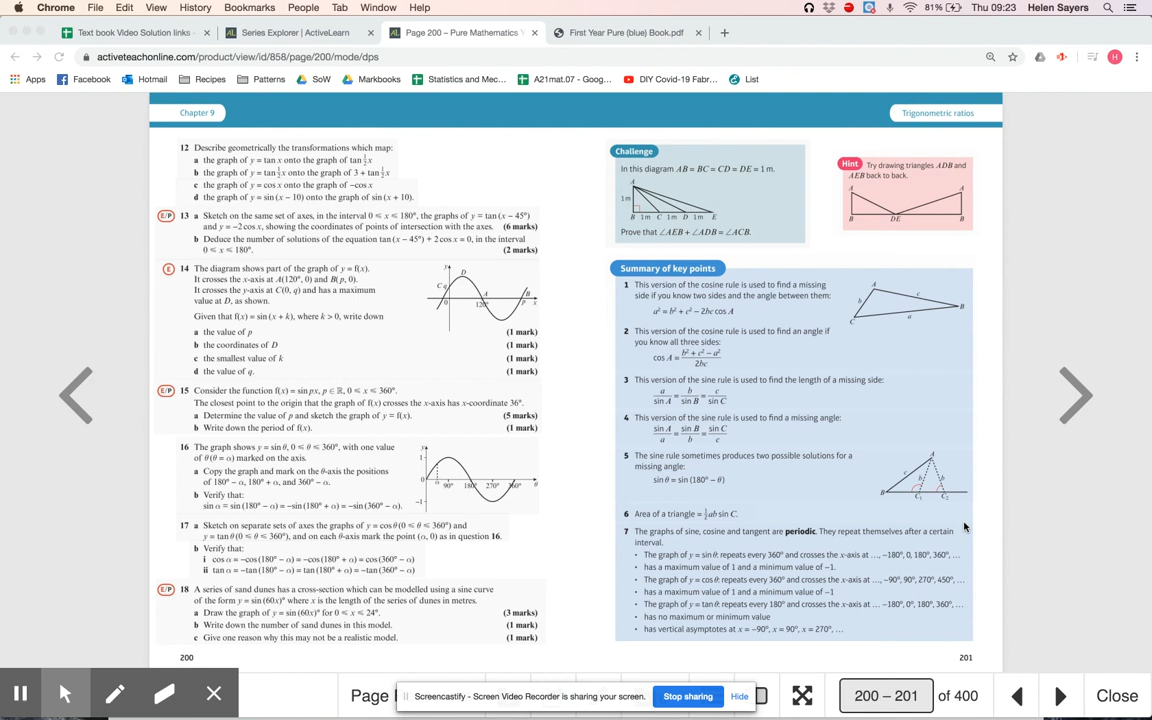 Chrome File Edit View History Bookmarks People Tab Window Help 81% Thu 09:23 Helen Sayers
Text book Video Solution links - Series Explorer | ActiveLearn Page 200 – Pure Mathematics Y First Year Pure (blue) Book.pdf
activeteachonline.com/product/view/id/858/page/200/mode/dps H
Apps Facebook Hotmail Recipes Patterns SoW Markbooks Statistics and Mec... A21mat.07 - Goog... DIY Covid-19 Fabr... List
Chapter 9
12 Describe geometrically the transformations which map:
a the graph of y = tan x onto the graph of tan ½x
b the graph of y = tan ½x onto the graph of 3 + tan ½x
c the graph of y = cos x onto the graph of −cos x
d the graph of y = sin (x − 10) onto the graph of sin (x + 10).
E/P 13 a Sketch on the same set of axes, in the interval 0 ⩽ x ⩽ 180°, the graphs of y = tan (x − 45°)
and y = −2 cos x, showing the coordinates of points of intersection with the axes. (6 marks)
b Deduce the number of solutions of the equation tan (x − 45°) + 2 cos x = 0, in the interval
0 ⩽ x ⩽ 180°. (2 marks)
E 14 The diagram shows part of the graph of y = f(x).
It crosses the x-axis at A(120°, 0) and B(p, 0).
It crosses the y-axis at C(0, q) and has a maximum
value at D, as shown.
Given that f(x) = sin (x + k), where k > 0, write down
a the value of p (1 mark)
b the coordinates of D (1 mark)
c the smallest value of k (1 mark)
d the value of q. (1 mark)
y
D
C q
A
B
0
120°
p
x
E/P 15 Consider the function f(x) = sin px, p ∈ ℝ, 0 ⩽ x ⩽ 360°.
The closest point to the origin that the graph of f(x) crosses the x-axis has x-coordinate 36°.
a Determine the value of p and sketch the graph of y = f(x). (5 marks)
b Write down the period of f(x). (1 mark)
16 The graph shows y = sin θ, 0 ⩽ θ ⩽ 360°, with one value
of θ (θ = α) marked on the axis.
a Copy the graph and mark on the θ-axis the positions
of 180° − α, 180° + α, and 360° − α.
b Verify that:
sin α = sin (180° − α) = −sin (180° + α) = −sin (360° − α).
y
1
0
α 90° 180° 270° 360° θ
−1
17 a Sketch on separate sets of axes the graphs of y = cos θ (0 ⩽ θ ⩽ 360°) and
y = tan θ (0 ⩽ θ ⩽ 360°), and on each θ-axis mark the point (α, 0) as in question 16.
b Verify that:
i cos α = −cos (180° − α) = −cos (180° + α) = cos (360° − α)
ii tan α = −tan (180° − α) = tan (180° + α) = −tan (360° − α)
E/P 18 A series of sand dunes has a cross-section which can be modelled using a sine curve
of the form y = sin (60x)° where x is the length of the series of dunes in metres.
a Draw the graph of y = sin (60x)° for 0 ⩽ x ⩽ 24°. (3 marks)
b Write down the number of sand dunes in this model. (1 mark)
c Give one reason why this may not be a realistic model. (1 mark)
200
Trigonometric ratios
Challenge
In this diagram AB = BC = CD = DE = 1 m.
A
1 m
B 1 m C 1 m D 1 m E
Prove that ∠AEB + ∠ADB = ∠ACB.
Hint Try drawing triangles ADB and
AEB back to back.
A A
B DE B
Summary of key points
1 This version of the cosine rule is used to find a missing
side if you know two sides and the angle between them:
a² = b² + c² − 2bc cos A
A
b c
B
C a
2 This version of the cosine rule is used to find an angle if
you know all three sides:
cos A = (b² + c² − a²) / 2bc
3 This version of the sine rule is used to find the length of a missing side:
a / sin A = b / sin B = c / sin C
4 This version of the sine rule is used to find a missing angle:
sin A / a = sin B / b = sin C / c
5 The sine rule sometimes produces two possible solutions for a
missing angle:
sin θ = sin (180° − θ)
A
c b b
B C₁ C₂
6 Area of a triangle = ½ab sin C.
7 The graphs of sine, cosine and tangent are periodic. They repeat themselves after a certain
interval.
• The graph of y = sin θ: repeats every 360° and crosses the x-axis at ..., −180°, 0, 180°, 360°, ...
• has a maximum value of 1 and a minimum value of −1.
• The graph of y = cos θ: repeats every 360° and crosses the x-axis at ..., −90°, 90°, 270°, 450°, ...
• has a maximum value of 1 and a minimum value of −1
• The graph of y = tan θ: repeats every 180° and crosses the x-axis at ... −180°, 0°, 180°, 360°, ...
• has no maximum or minimum value
• has vertical asymptotes at x = −90°, x = 90°, x = 270°, ...
201
Page
Screencastify - Screen Video Recorder is sharing your screen. Stop sharing Hide
200 – 201 of 400 Close